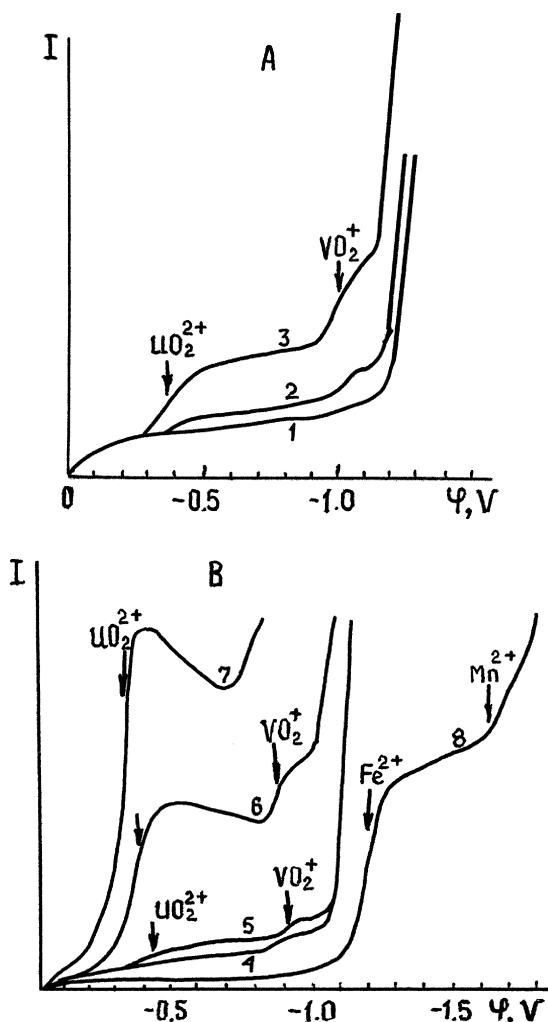 I
A
VO₂⁺
UO₂²⁺
3
2
1
0
-0.5
-1.0
φ, V
I
B
UO₂²⁺
7
Mn²⁺
VO₂⁺
8
Fe²⁺
6
VO₂⁺
UO₂²⁺
5
4
-0.5
-1.0
-1.5
φ. V